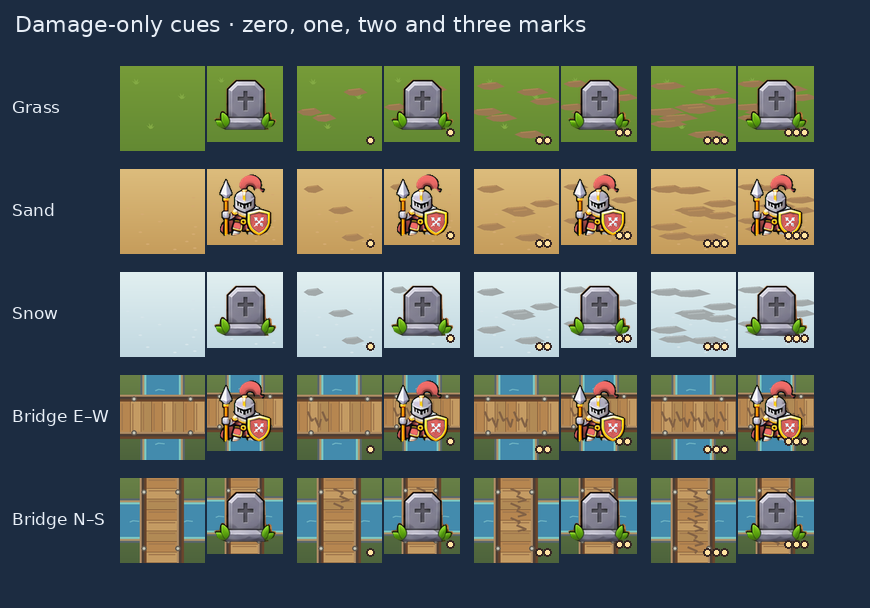 Damage-only cues · zero, one, two and three marks
Grass
Sand
Snow
Bridge E–W
Bridge N–S